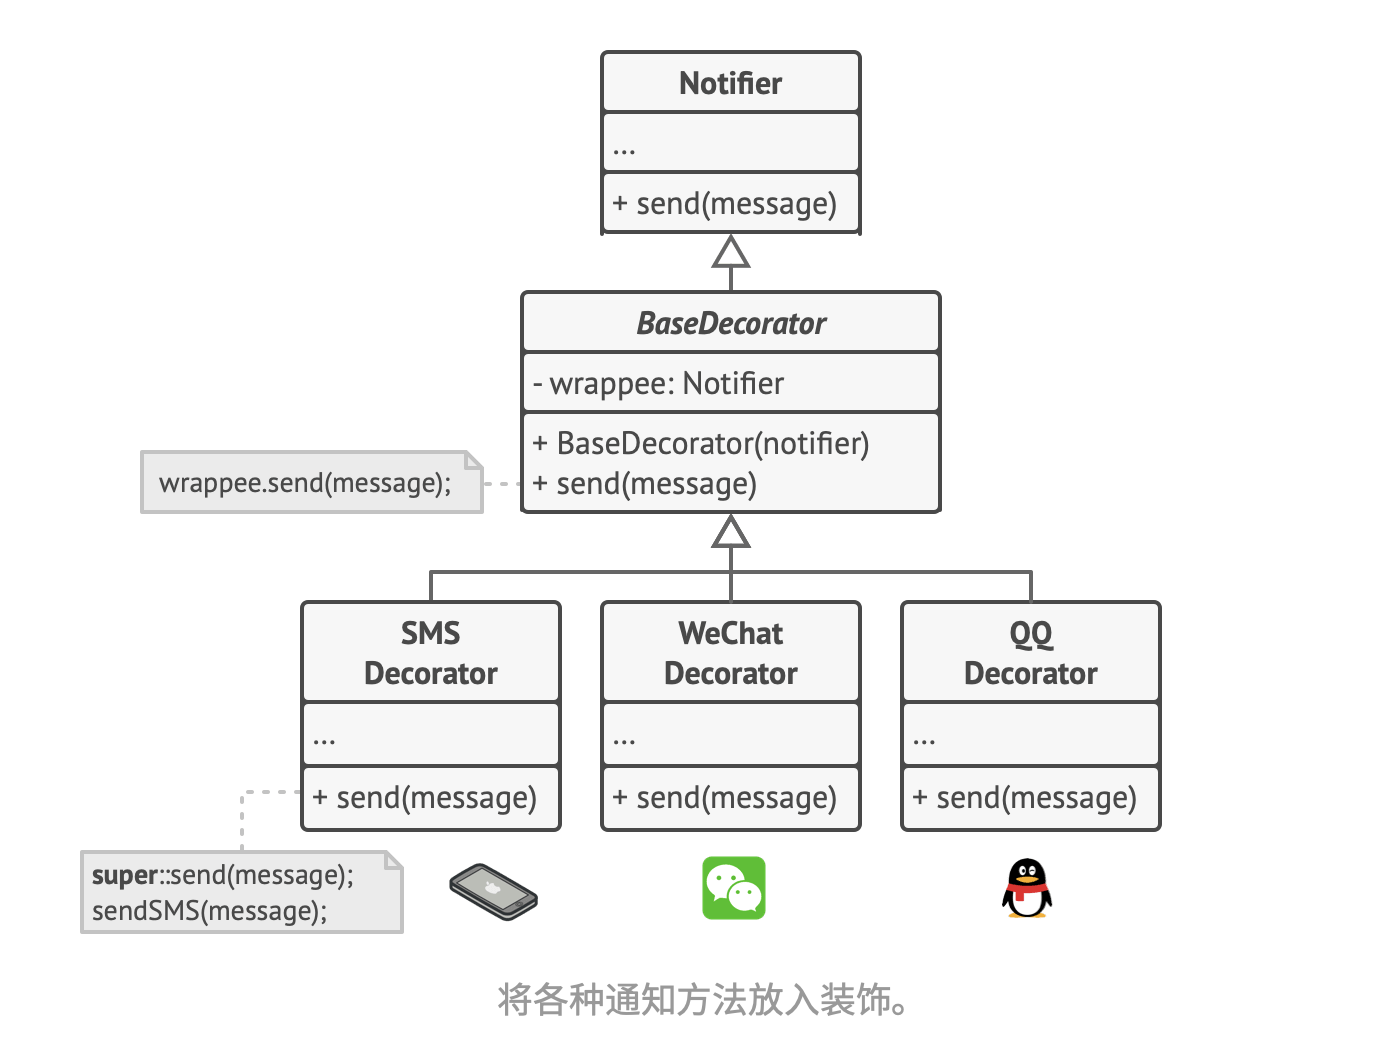 Notifier
...
+ send(message)
BaseDecorator
- wrappee: Notifier
+ BaseDecorator(notifier)
+ send(message)
wrappee.send(message);
SMS
Decorator
...
+ send(message)
WeChat
Decorator
...
+ send(message)
QQ
Decorator
...
+ send(message)
super::send(message);
sendSMS(message);
将各种通知方法放入装饰。